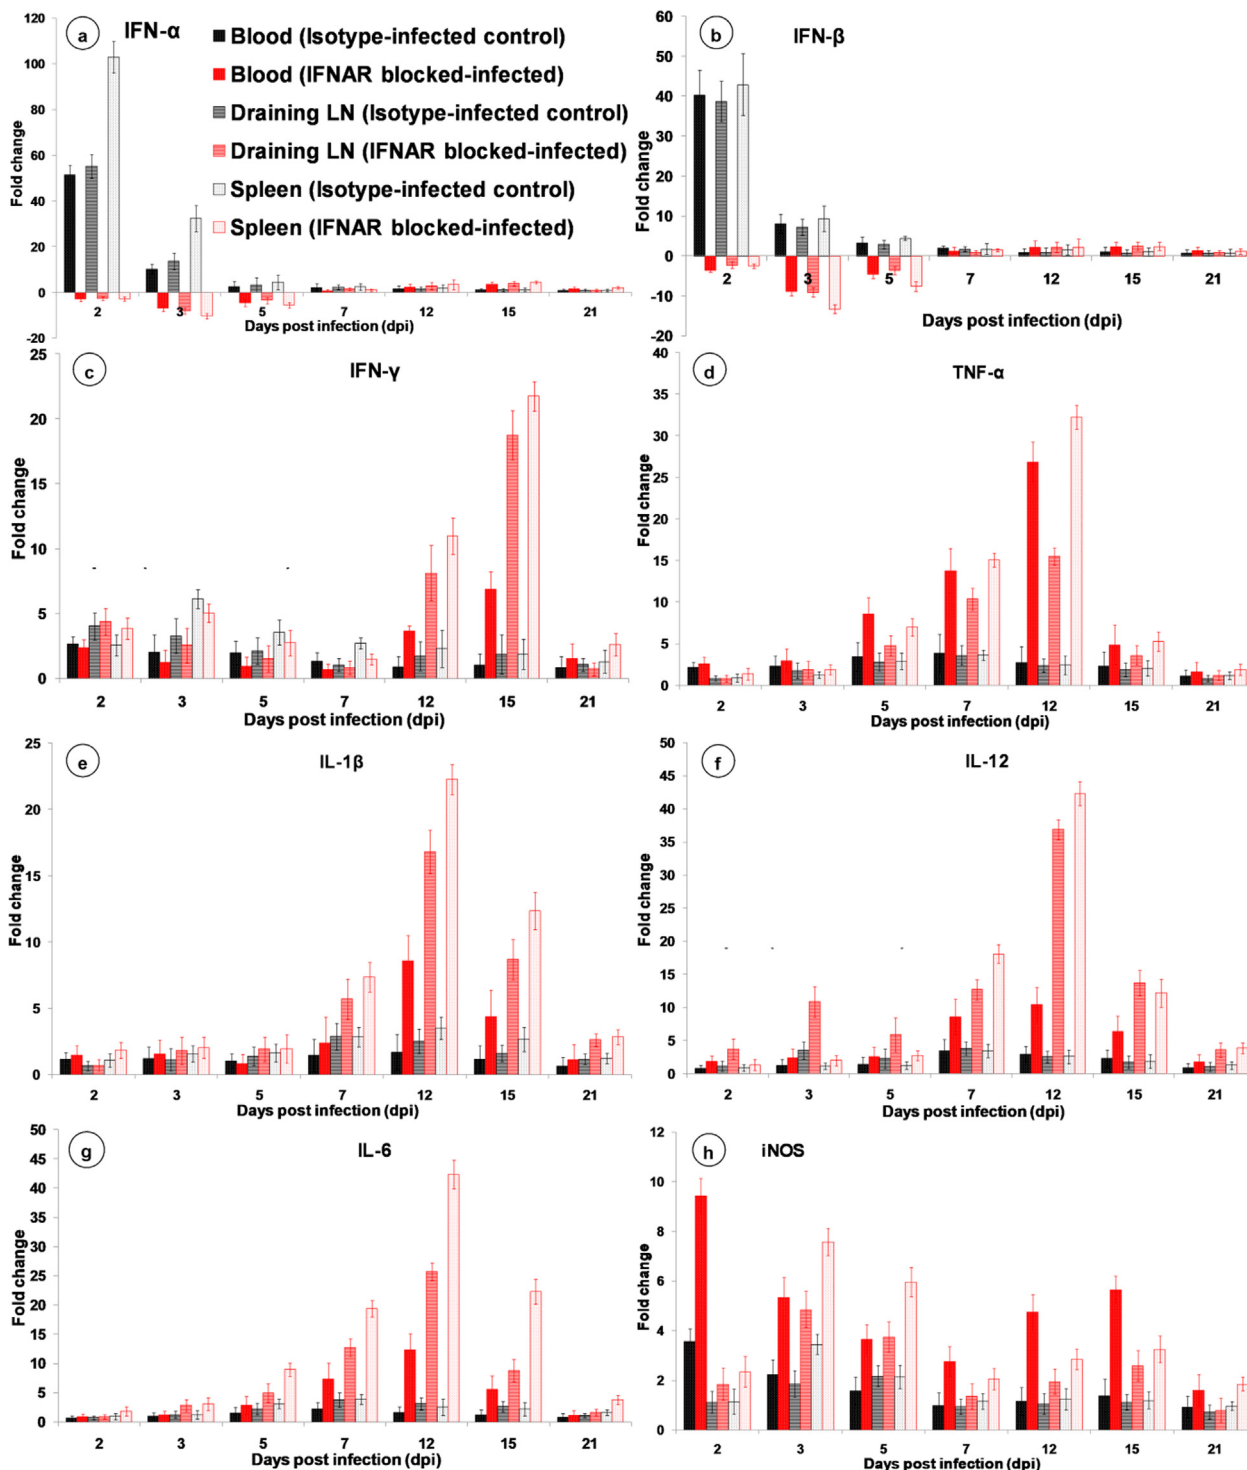 a
IFN-α
Blood (Isotype-infected control)
Blood (IFNAR blocked-infected)
Draining LN (Isotype-infected control)
Draining LN (IFNAR blocked-infected)
Spleen (Isotype-infected control)
Spleen (IFNAR blocked-infected)
Fold change
120
100
80
60
40
20
0
-20
2 3 5 7 12 15 21
Days post infection (dpi)
b
IFN-β
Fold change
60
50
40
30
20
10
0
-10
-20
2 3 5 7 12 15 21
Days post infection (dpi)
c
IFN-γ
Fold change
25
20
15
10
5
0
2 3 5 7 12 15 21
Days post infection (dpi)
d
TNF-α
Fold change
40
35
30
25
20
15
10
5
0
2 3 5 7 12 15 21
Days post infection (dpi)
e
IL-1β
Fold change
25
20
15
10
5
0
2 3 5 7 12 15 21
Days post infection (dpi)
f
IL-12
Fold change
50
45
40
35
30
25
20
15
10
5
0
2 3 5 7 12 15 21
Days post infection (dpi)
g
IL-6
Fold change
50
45
40
35
30
25
20
15
10
5
0
2 3 5 7 12 15 21
Days post infection (dpi)
h
iNOS
Fold change
12
10
8
6
4
2
0
2 3 5 7 12 15 21
Days post infection (dpi)